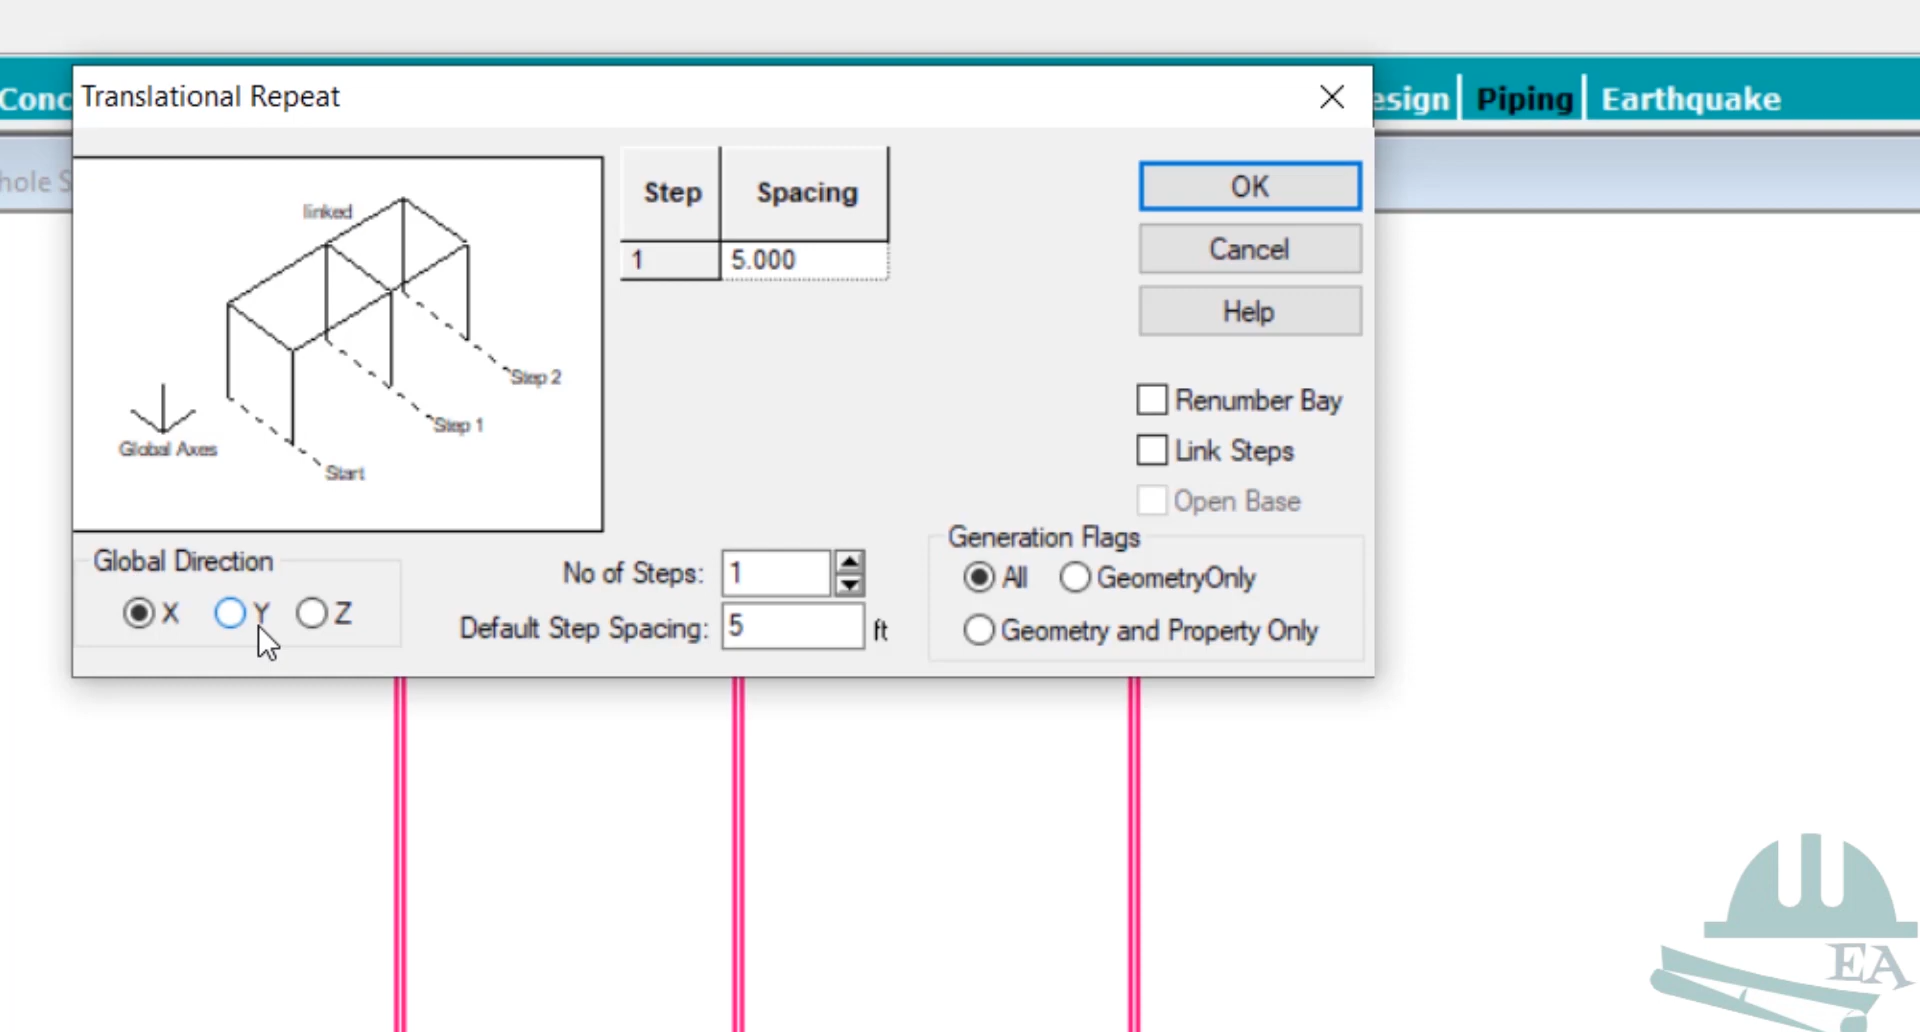 Conc
esign
Piping
Earthquake
Translational Repeat
hole S
linked
Step 2
Step 1
Global Axes
Start
Step Spacing
1 5.000
OK
Cancel
Help
Renumber Bay
Link Steps
Open Base
Global Direction
X Y Z
No of Steps: 1
Default Step Spacing: 5 ft
Generation Flags
All GeometryOnly
Geometry and Property Only
EA